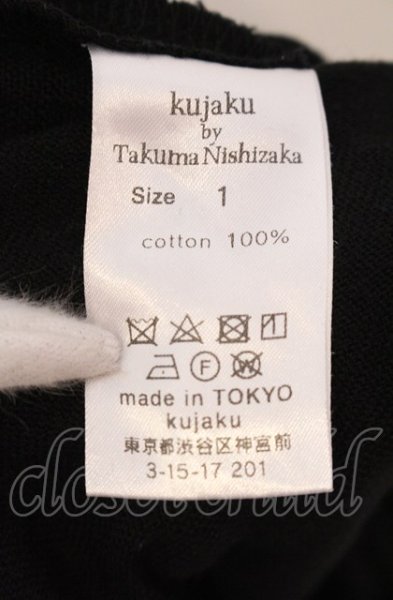 kujaku
by
Takuma Nishizaka
Size 1
cotton 100%
F W
made in TOKYO
kujaku
東京都渋谷区神宮前
3-15-17 201
closet child